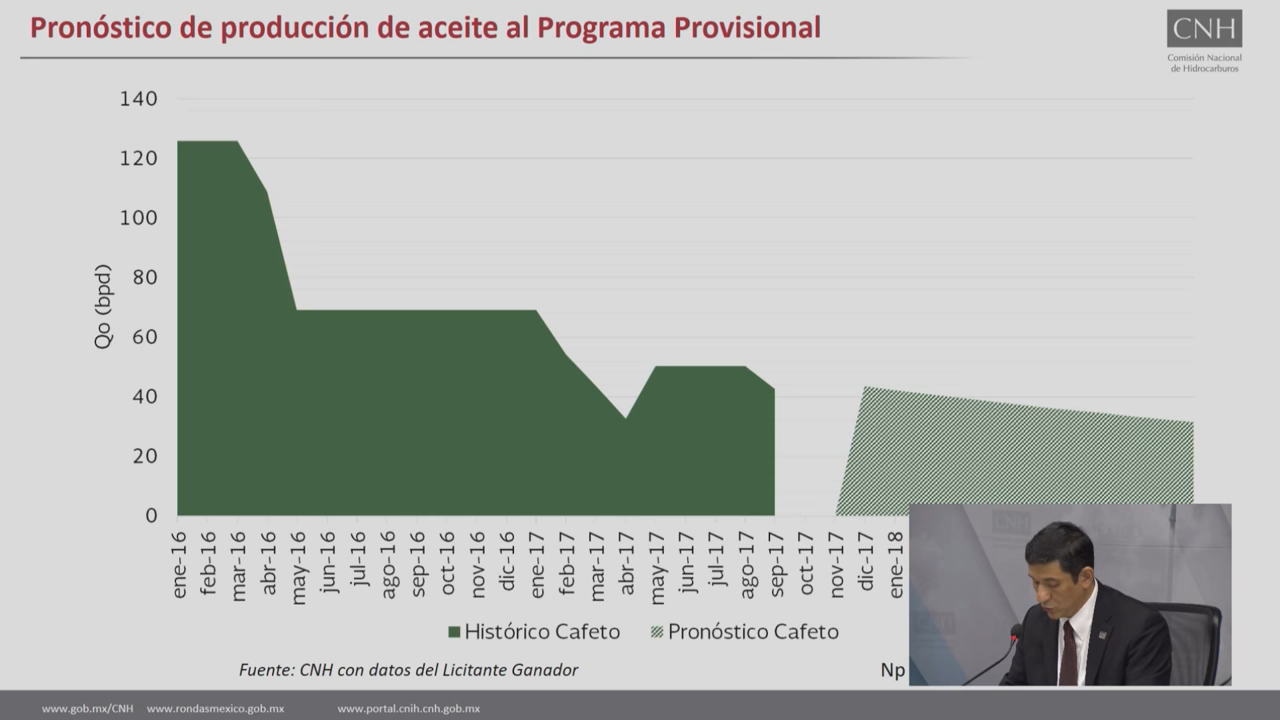 Pronóstico de producción de aceite al Programa Provisional
CNH
Comisión Nacional
de Hidrocarburos
140
120
100
80
60
40
20
0
Qo (bpd)
ene-16
feb-16
mar-16
abr-16
may-16
jun-16
jul-16
ago-16
sep-16
oct-16
nov-16
dic-16
ene-17
feb-17
mar-17
abr-17
may-17
jun-17
jul-17
ago-17
sep-17
oct-17
nov-17
dic-17
ene-18
Histórico Cafeto
Pronóstico Cafeto
Fuente: CNH con datos del Licitante Ganador
Np
www.gob.mx/CNH www.rondasmexico.gob.mx www.portal.cnih.cnh.gob.mx